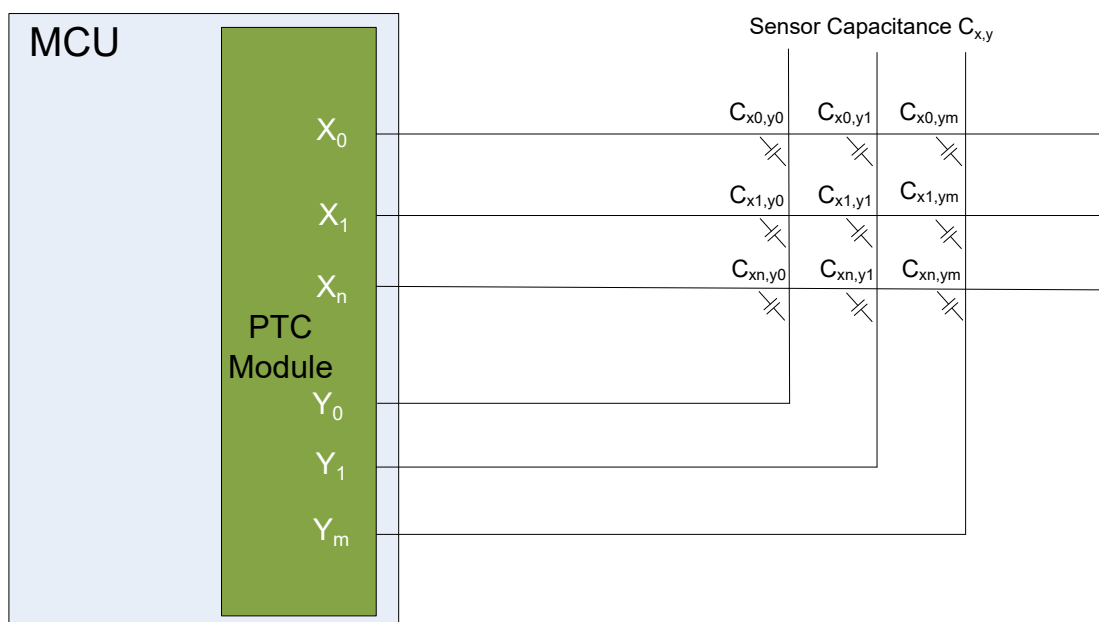 MCU
Sensor Capacitance Cx,y
Cx0,y0 Cx0,y1 Cx0,ym
X0
Cx1,y0 Cx1,y1 Cx1,ym
X1
Cxn,y0 Cxn,y1 Cxn,ym
Xn
PTC
Module
Y0
Y1
Ym